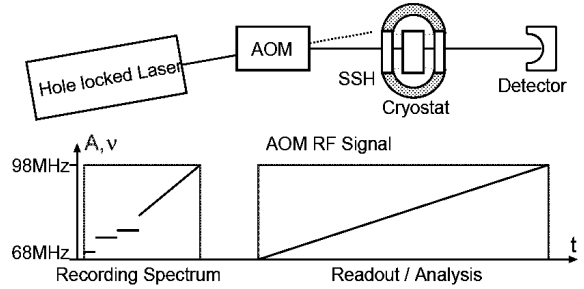 Hole locked Laser
AOM
SSH
Cryostat
Detector
A, ν
AOM RF Signal
98MHz
68MHz
t
Recording Spectrum
Readout / Analysis